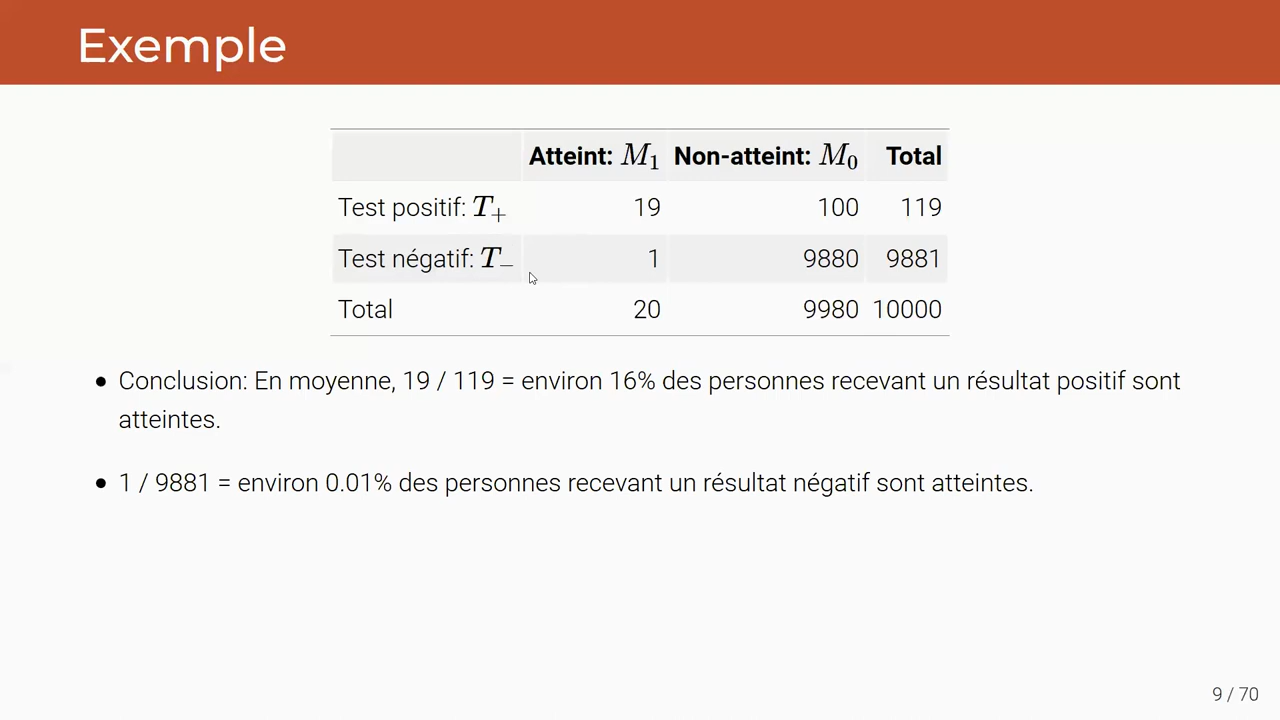 Exemple
Atteint: M₁ Non-atteint: M₀ Total
Test positif: T₊ 19 100 119
Test négatif: T₋ 1 9880 9881
Total 20 9980 10000
• Conclusion: En moyenne, 19 / 119 = environ 16% des personnes recevant un résultat positif sont
atteintes.
• 1 / 9881 = environ 0.01% des personnes recevant un résultat négatif sont atteintes.
9 / 70